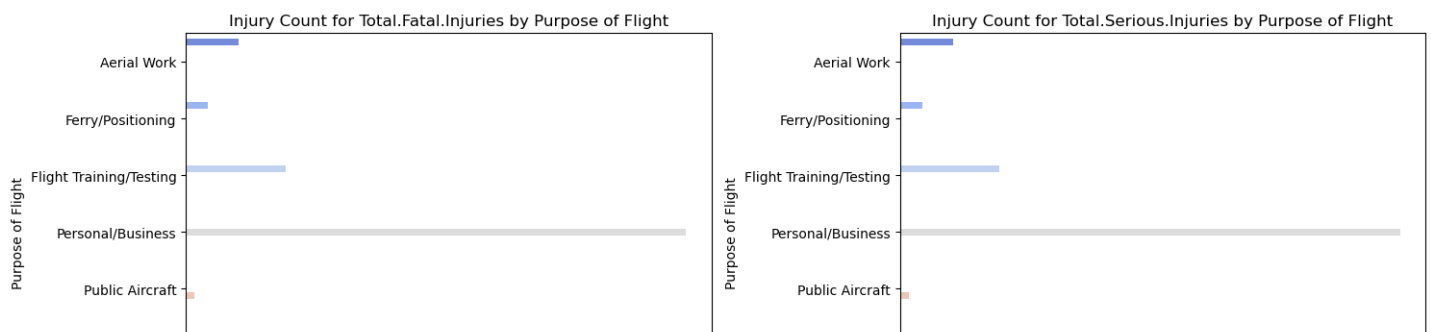 Injury Count for Total.Fatal.Injuries by Purpose of Flight
Aerial Work
Ferry/Positioning
Flight Training/Testing
Personal/Business
Public Aircraft
Purpose of Flight
Injury Count for Total.Serious.Injuries by Purpose of Flight
Aerial Work
Ferry/Positioning
Flight Training/Testing
Personal/Business
Public Aircraft
Purpose of Flight